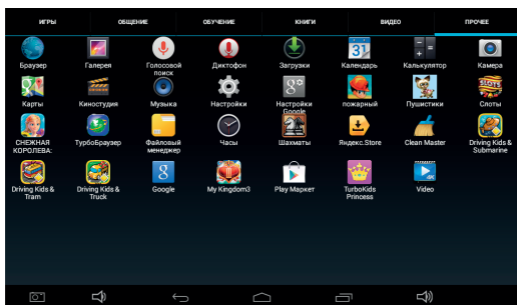 ИГРЫ
ОБЩЕНИЕ
ОБУЧЕНИЕ
КНИГИ
ВИДЕО
ПРОЧЕЕ
31
Браузер
Галерея
Голосовой
поиск
Диктофон
Загрузки
Календарь
Калькулятор
Камера
SLOTS
Карты
Киностудия
Музыка
Настройки
Настройки
Google
пожарный
Пушистики
Слоты
СНЕЖНАЯ
КОРОЛЕВА:
ТурбоБраузер
Файловый
менеджер
Часы
Шахматы
Яндекс.Store
Clean Master
Driving Kids &
Submarine
Driving Kids &
Tram
Driving Kids &
Truck
Google
My Kingdom3
Play Маркет
TurboKids
Princess
Video